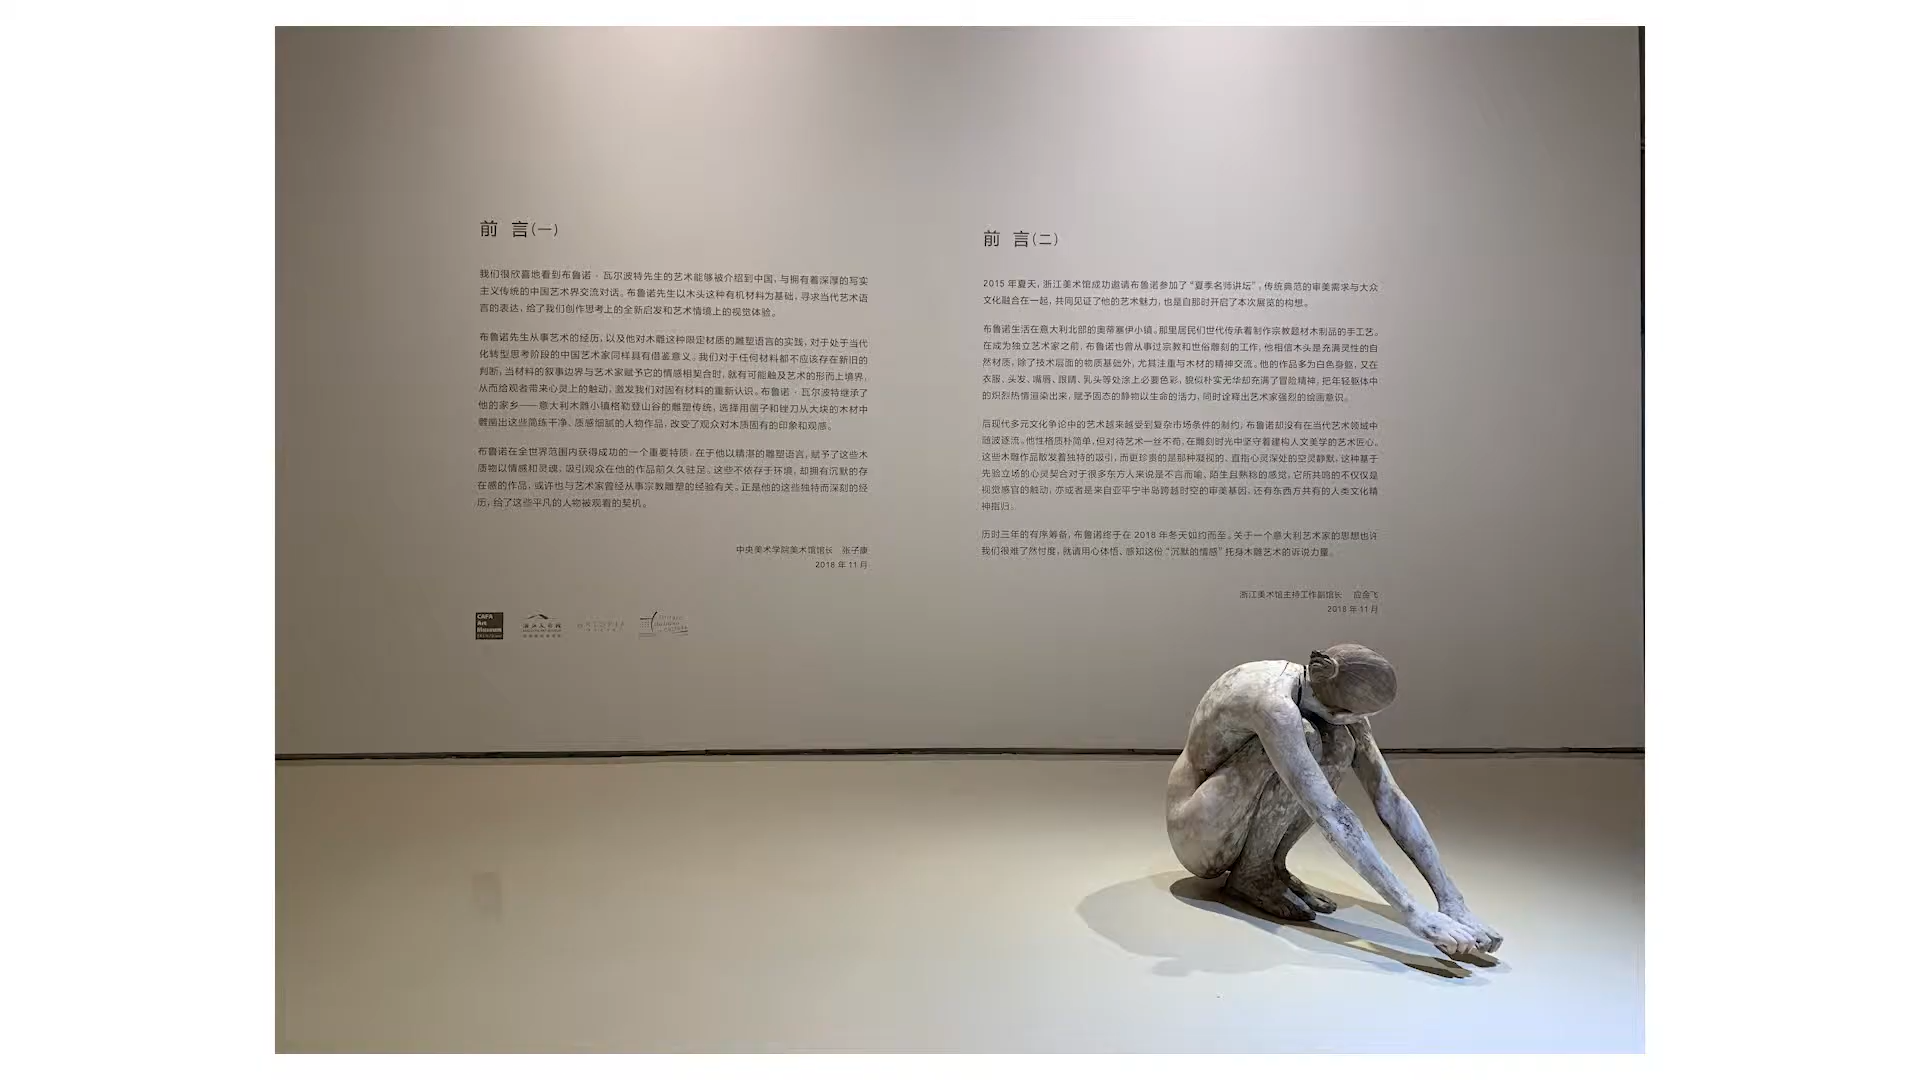 前 言(一)
我们很欣喜地看到布鲁诺·瓦尔波特先生的艺术能够被介绍到中国，与拥有着深厚的写实
主义传统的中国艺术界交流对话。布鲁诺先生以木头这种有机材料为基础，寻求当代艺术语
言的表达，给了我们创作思考上的全新启发和艺术情境上的视觉体验。
布鲁诺先生从事艺术的经历，以及他对木雕这种限定材质的雕塑语言的实践，对于处于当代
化转型思考阶段的中国艺术家同样具有借鉴意义。我们对于任何材料都不应该存在新旧的
判断，当材料的叙事边界与艺术家赋予它的情感相契合时，就有可能触及艺术的形而上境界，
从而给观者带来心灵上的触动，激发我们对固有材料的重新认识。布鲁诺·瓦尔波特继承了
他的家乡——意大利木雕小镇格勒登山谷的雕塑传统，选择用凿子和锉刀从大块的木材中
雕凿出这些简练干净、质感细腻的人物作品，改变了观众对木质固有的印象和观感。
布鲁诺在全世界范围内获得成功的一个重要特质，在于他以精湛的雕塑语言，赋予了这些木
质物以情感和灵魂，吸引观众在他的作品前久久驻足。这些不依存于环境，却拥有沉默的存
在感的作品，或许也与艺术家曾经从事宗教雕塑的经验有关。正是他的这些独特而深刻的经
历，给了这些平凡的人物被观看的契机。
中央美术学院美术馆馆长 张子康
2018 年 11 月
CAFA
Art
Museum
前 言(二)
2015 年夏天，浙江美术馆成功邀请布鲁诺参加了“夏季名师讲坛”，传统典范的审美需求与大众
文化融合在一起，共同见证了他的艺术魅力，也是自那时开启了本次展览的构想。
布鲁诺生活在意大利北部的奥蒂塞伊小镇。那里居民们世代传承着制作宗教题材木制品的手工艺。
在成为独立艺术家之前，布鲁诺也曾从事过宗教和世俗雕刻的工作，他相信木头是充满灵性的自
然材质，除了技术层面的物质基础外，尤其注重与木材的精神交流。他的作品多为白色身躯，又在
衣服、头发、嘴唇、眼睛、乳头等处涂上必要色彩，貌似朴实无华却充满了冒险精神，把年轻躯体中
的炽烈热情渲染出来，赋予固态的静物以生命的活力，同时诠释出艺术家强烈的绘画意识。
后现代多元文化争论中的艺术越来越受到复杂市场条件的制约，布鲁诺却没有在当代艺术领域中
随波逐流。他性格质朴简单，但对待艺术一丝不苟，在雕刻时光中坚守着建构人文美学的艺术匠心。
这些木雕作品散发着独特的吸引，而更珍贵的是那种凝视的、直指心灵深处的空灵静默，这种基于
先验立场的心灵契合对于很多东方人来说是不言而喻，陌生且熟稔的感觉，它所共鸣的不仅仅是
视觉感官的触动，亦或者是来自亚平宁半岛跨越时空的审美基因，还有东西方共有的人类文化精
神指归。
历时三年的有序筹备，布鲁诺终于在 2018 年冬天如约而至。关于一个意大利艺术家的思想也许
我们很难了然忖度，就请用心体悟、感知这份“沉默的情感”托身木雕艺术的诉说力量。
浙江美术馆主持工作副馆长 应金飞
2018 年 11 月